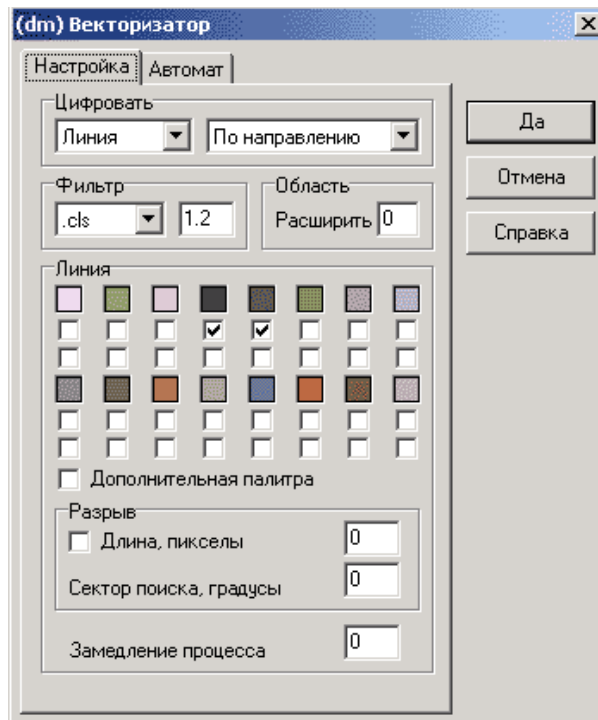 (dm) Векторизатор
Настройка
Автомат
Цифровать
Линия
По направлению
Да
Отмена
Справка
Фильтр
.cls
1.2
Область
Расширить 0
Линия
Дополнительная палитра
Разрыв
Длина, пикселы 0
Сектор поиска, градусы 0
Замедление процесса 0